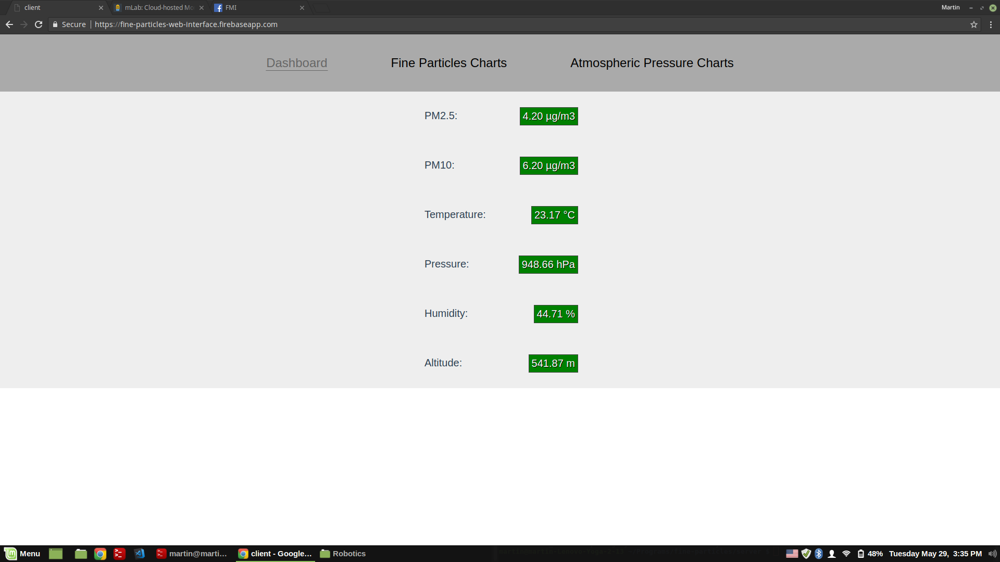 client
mLab: Cloud-hosted Mo
FMI
Martin
Secure
https://fine-particles-web-interface.firebaseapp.com
Dashboard
Fine Particles Charts
Atmospheric Pressure Charts
PM2.5: 4.20 µg/m3
PM10: 6.20 µg/m3
Temperature: 23.17 °C
Pressure: 948.66 hPa
Humidity: 44.71 %
Altitude: 541.87 m
Menu
martin@marti...
client - Google...
Robotics
48%
Tuesday May 29, 3:35 PM